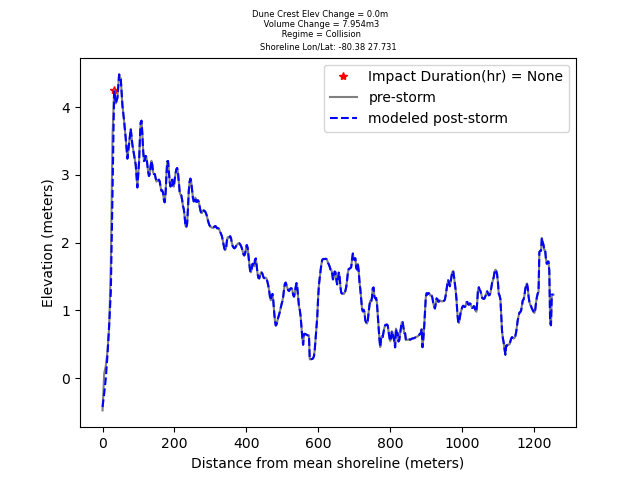 Dune Crest Elev Change = 0.0m
Volume Change = 7.954m3
Regime = Collision
Shoreline Lon/Lat: -80.38 27.731
Impact Duration(hr) = None
pre-storm
modeled post-storm
Elevation (meters)
4
3
2
1
0
0 200 400 600 800 1000 1200
Distance from mean shoreline (meters)